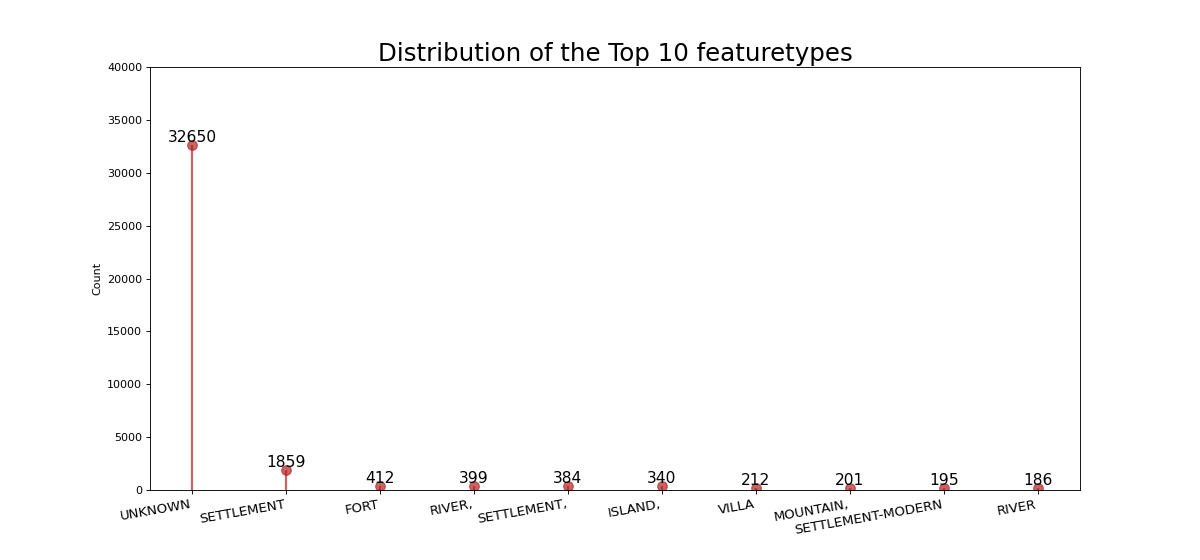 Distribution of the Top 10 featuretypes
40000
35000
30000
25000
20000
15000
10000
5000
0
Count
32650
1859
412
399
384
340
212
201
195
186
UNKNOWN
SETTLEMENT
FORT
RIVER,
SETTLEMENT,
ISLAND,
VILLA
MOUNTAIN,
SETTLEMENT-MODERN
RIVER